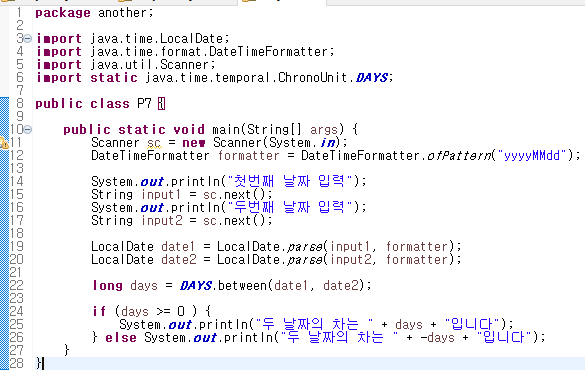 1 package another;
2
3 import java.time.LocalDate;
4 import java.time.format.DateTimeFormatter;
5 import java.util.Scanner;
6 import static java.time.temporal.ChronoUnit.DAYS;
7
8 public class P7 {
9
10 public static void main(String[] args) {
11 Scanner sc = new Scanner(System.in);
12 DateTimeFormatter formatter = DateTimeFormatter.ofPattern("yyyyMMdd");
13
14 System.out.println("첫번째 날짜 입력");
15 String input1 = sc.next();
16 System.out.println("두번째 날짜 입력");
17 String input2 = sc.next();
18
19 LocalDate date1 = LocalDate.parse(input1, formatter);
20 LocalDate date2 = LocalDate.parse(input2, formatter);
21
22 long days = DAYS.between(date1, date2);
23
24 if (days >= 0 ) {
25 System.out.println("두 날짜의 차는 " + days + "입니다");
26 } else System.out.println("두 날짜의 차는 " + -days + "입니다");
27 }
28 }